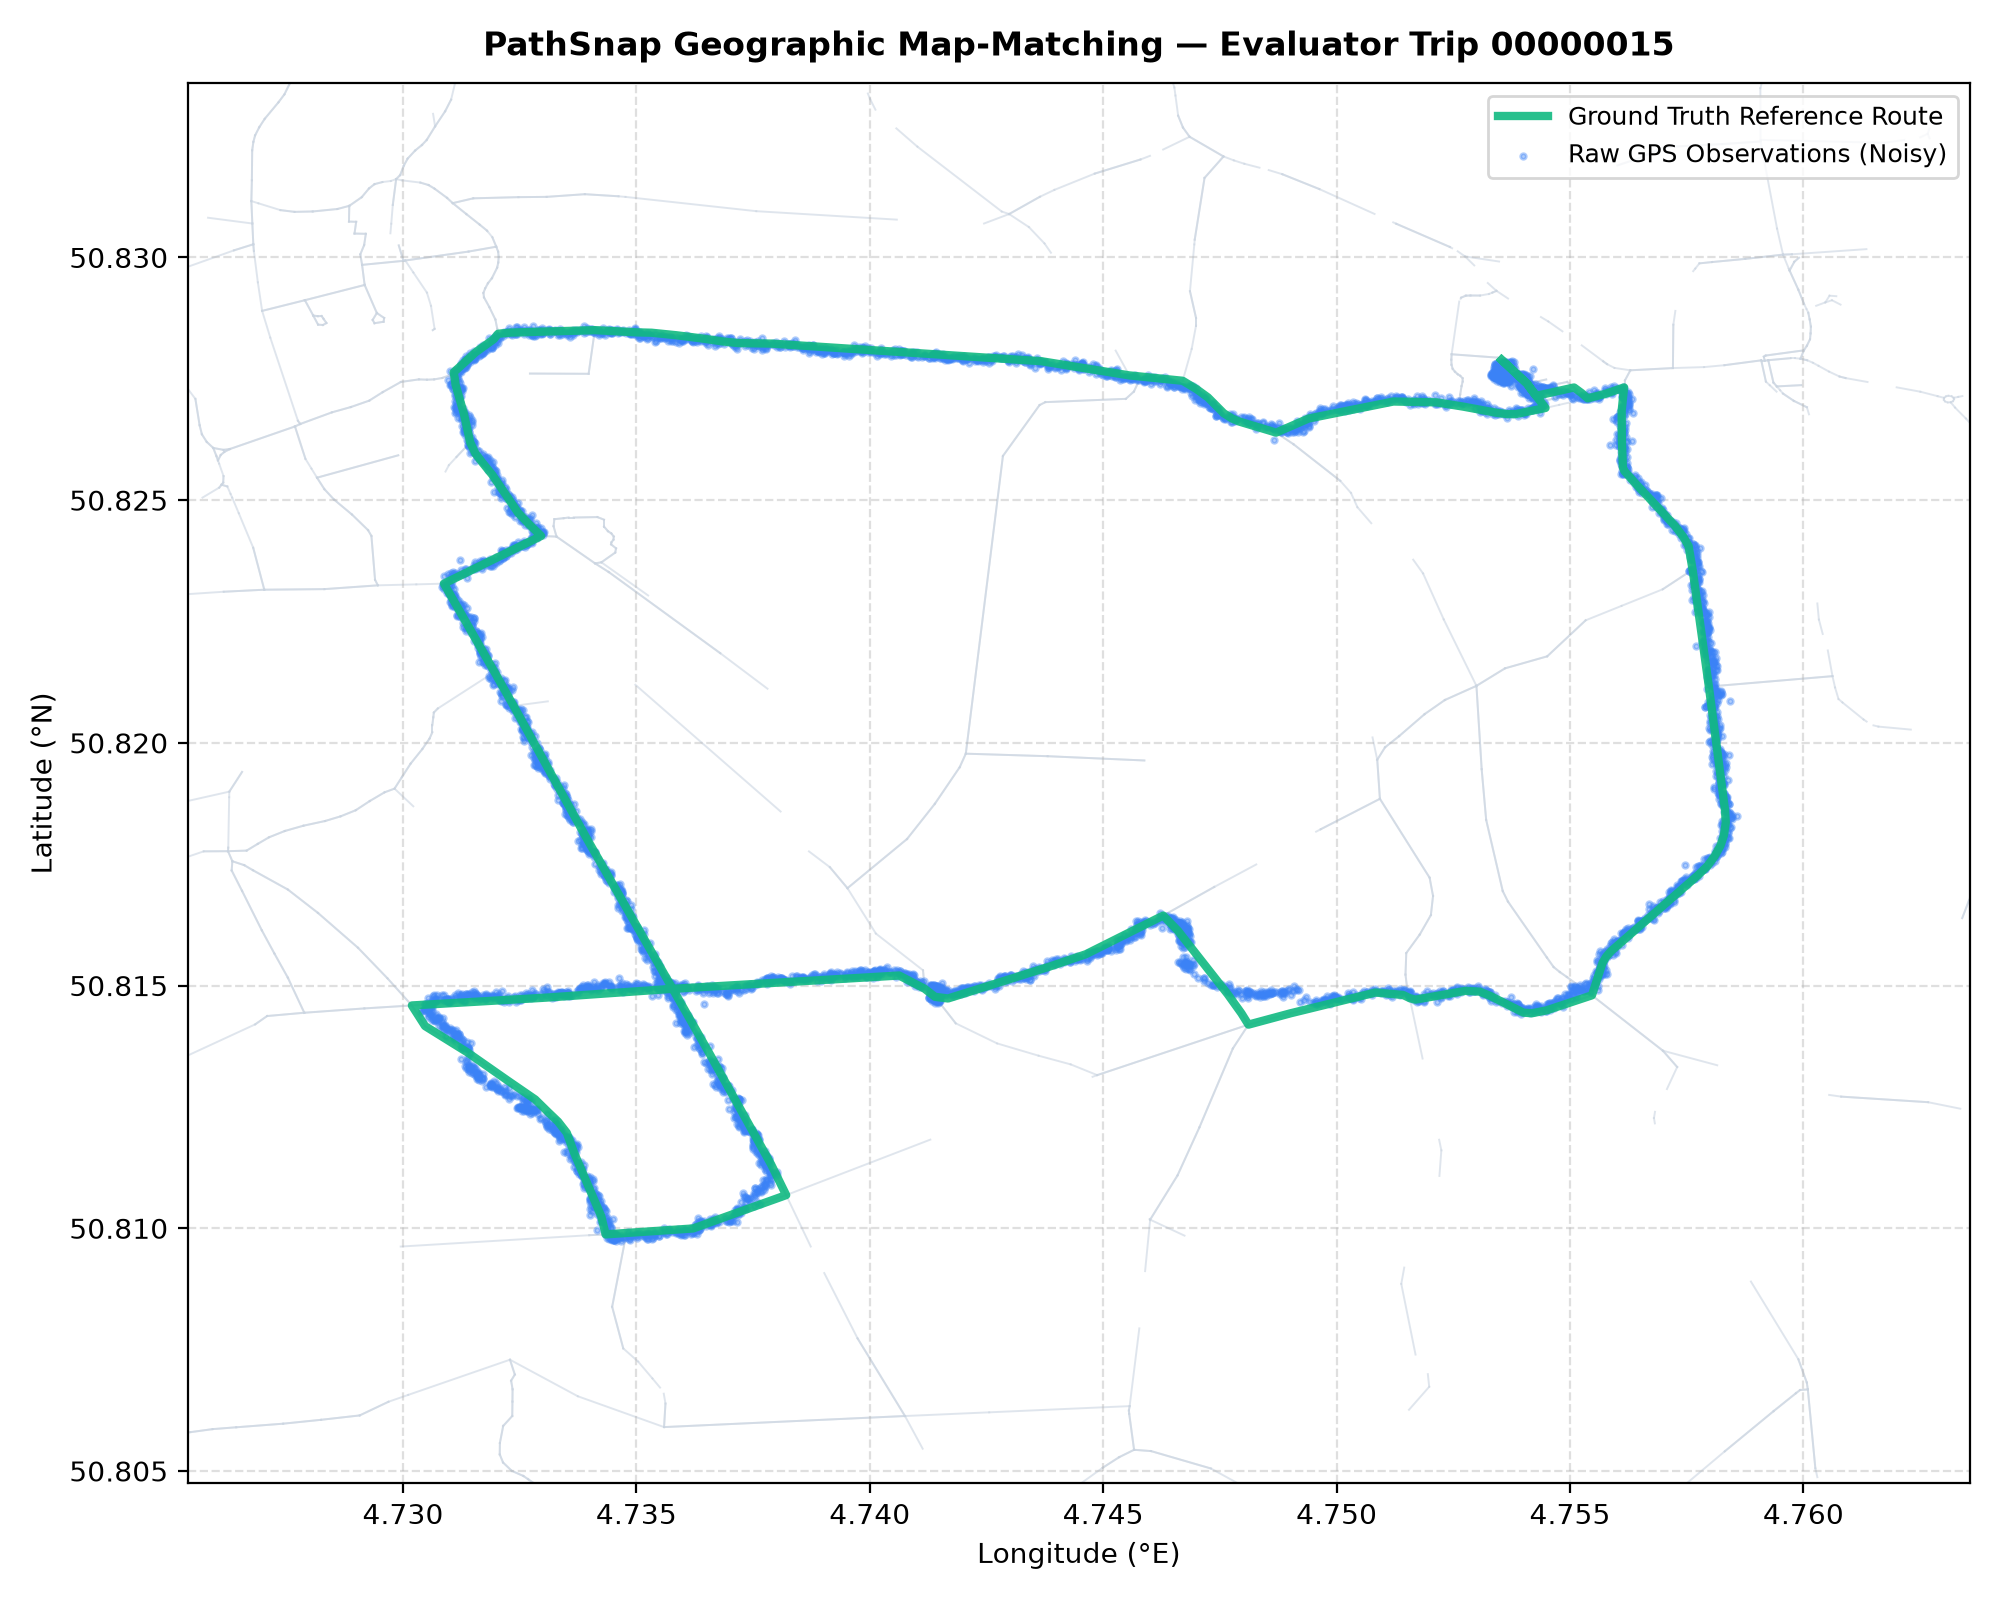 PathSnap Geographic Map-Matching — Evaluator Trip 00000015
Ground Truth Reference Route
Raw GPS Observations (Noisy)
50.830
50.825
50.820
50.815
50.810
50.805
Latitude (°N)
4.730
4.735
4.740
4.745
4.750
4.755
4.760
Longitude (°E)